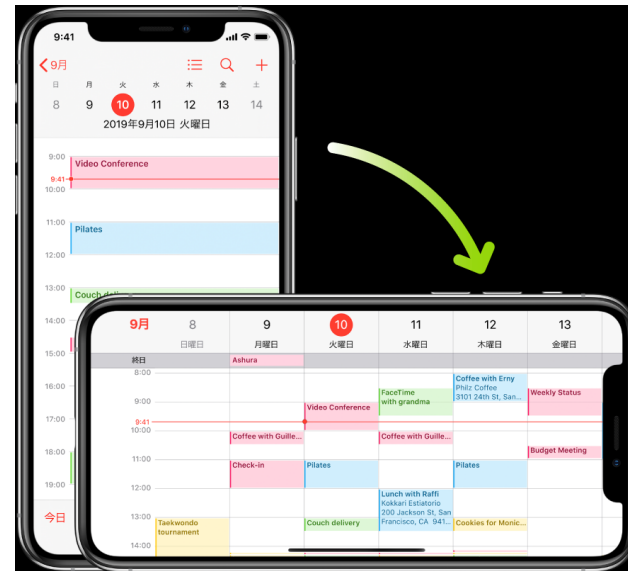 9:41
9月
日 月 火 水 木 金 土
8 9 10 11 12 13 14
2019年9月10日 火曜日
9:00
Video Conference
9:41
10:00
11:00
Pilates
12:00
13:00
Couch
14:00
15:00
16:00
17:00
18:00
19:00
今日
9月 8 9 10 11 12 13
日曜日 月曜日 火曜日 水曜日 木曜日 金曜日
終日 Ashura
8:00
Coffee with Erny
Philz Coffee
3101 24th St, San...
FaceTime
with grandma
Weekly Status
9:00
Video Conference
9:41
10:00
Coffee with Guille...
Coffee with Guille...
Budget Meeting
11:00
Check-in
Pilates
Pilates
12:00
Lunch with Raffi
Kokkari Estiatorio
200 Jackson St, San
Francisco, CA 941...
13:00
Taekwondo
tournament
Couch delivery
Cookies for Monic...
14:00